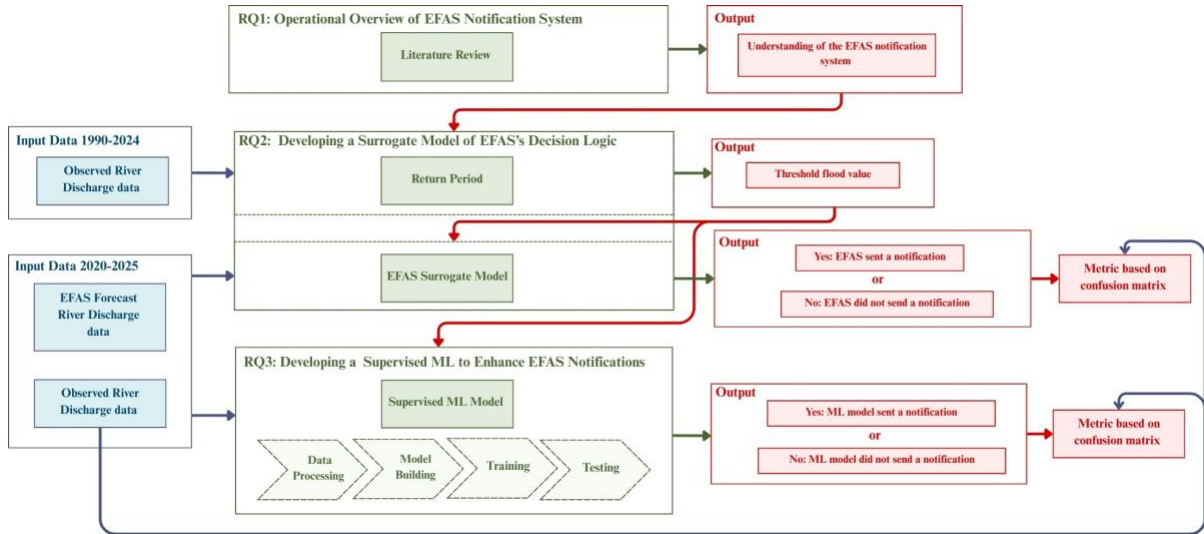 RQ1: Operational Overview of EFAS Notification System
Literature Review
Output
Understanding of the EFAS notification
system
Input Data 1990-2024
Observed River
Discharge data
RQ2: Developing a Surrogate Model of EFAS's Decision Logic
Return Period
Output
Threshold flood value
Input Data 2020-2025
EFAS Forecast
River Discharge
data
Observed River
Discharge data
EFAS Surrogate Model
Output
Yes: EFAS sent a notification
or
No: EFAS did not send a notification
Metric based on
confusion matrix
RQ3: Developing a Supervised ML to Enhance EFAS Notifications
Supervised ML Model
Data
Processing
Model
Building
Training
Testing
Output
Yes: ML model sent a notification
or
No: ML model did not send a notification
Metric based on
confusion matrix